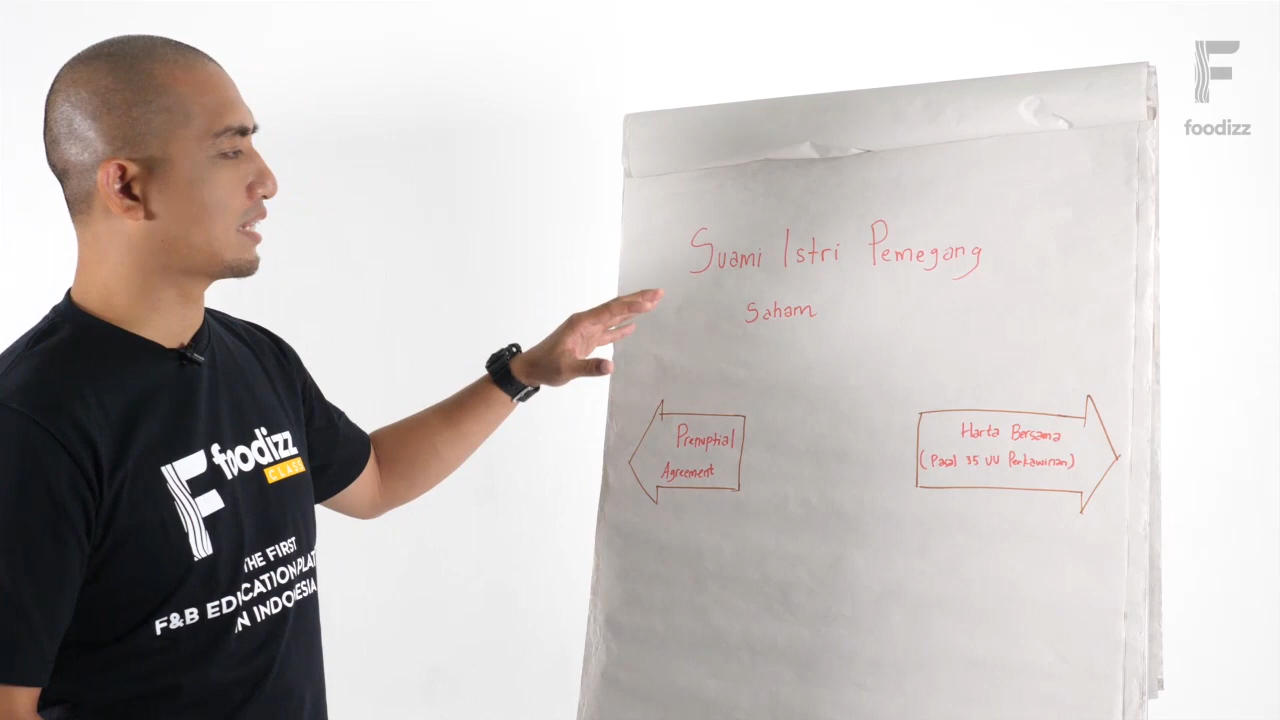 F
foodizz
Suami Istri Pemegang
Saham
Prenuptial
Agreement
Harta Bersama
(Pasal 35 UU Perkawinan)
F foodizz
CLASS
THE FIRST
F&B EDUCATION PLAT
IN INDONESIA